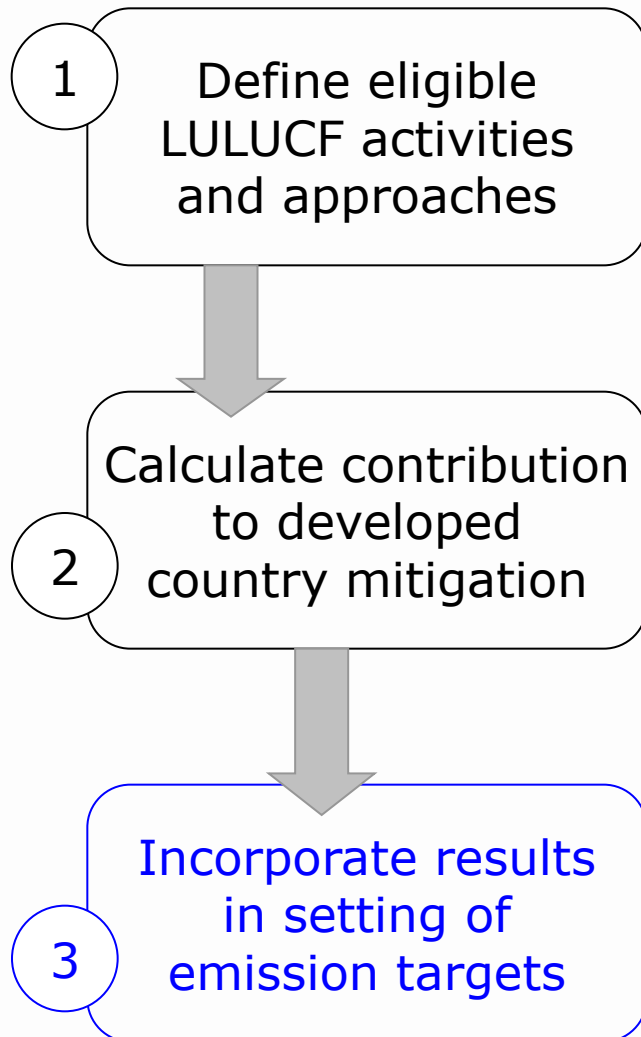 1
Define eligible
LULUCF activities
and approaches
Calculate contribution
to developed
2
country mitigation
Incorporate results
in setting of
3
emission targets